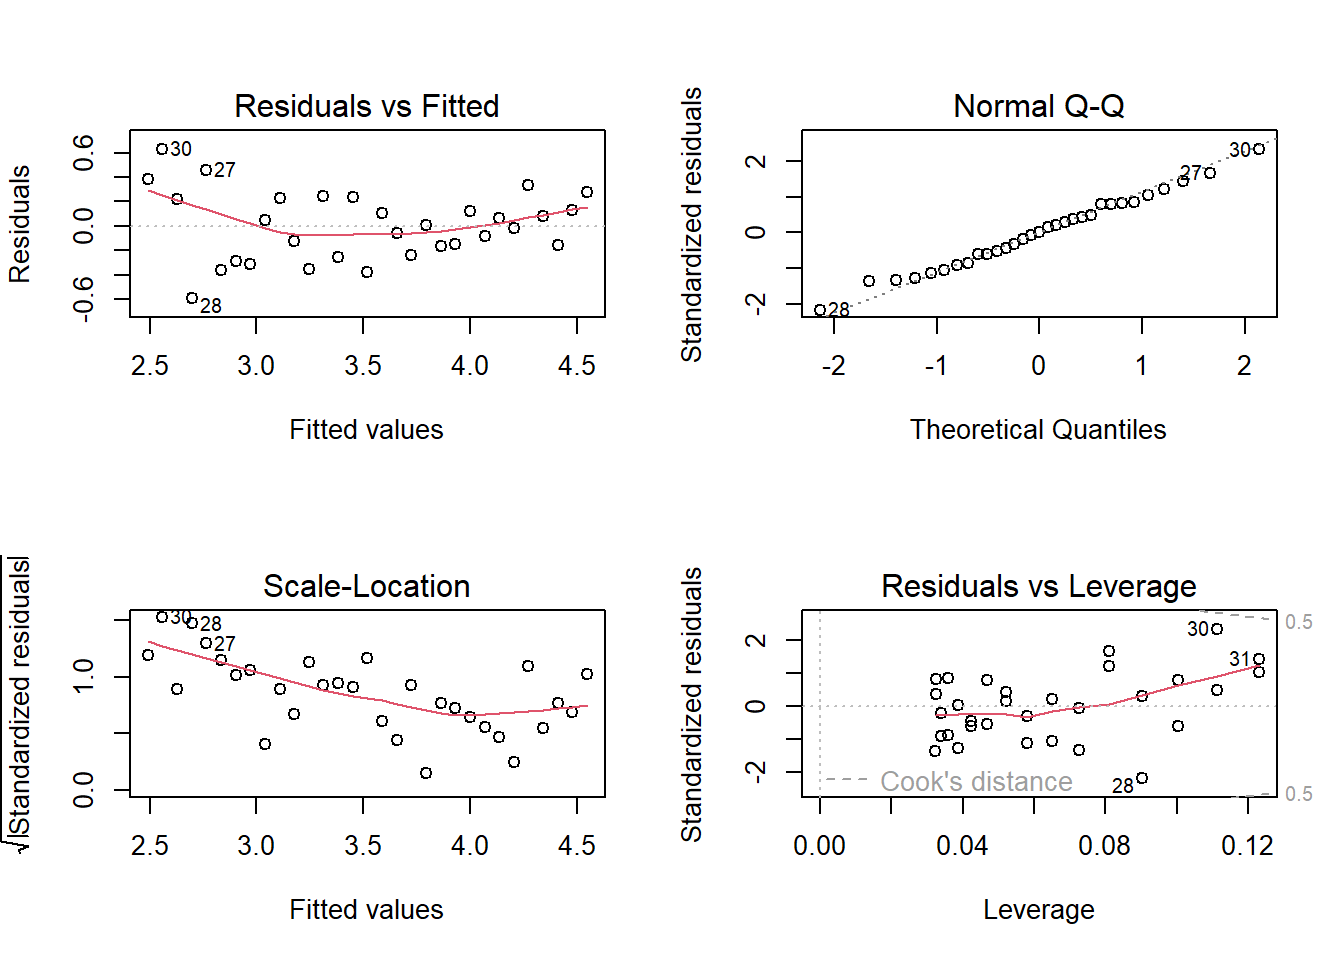 Residuals vs Fitted
Residuals
0.6
0.0
-0.6
30
27
28
2.5 3.0 3.5 4.0 4.5
Fitted values
Normal Q-Q
Standardized residuals
2
0
-2
30
27
28
-2 -1 0 1 2
Theoretical Quantiles
Scale-Location
√|Standardized residuals|
1.0
0.0
30
28
27
2.5 3.0 3.5 4.0 4.5
Fitted values
Residuals vs Leverage
Standardized residuals
2
0
-2
0.5
30
31
Cook's distance
28
0.5
0.00 0.04 0.08 0.12
Leverage